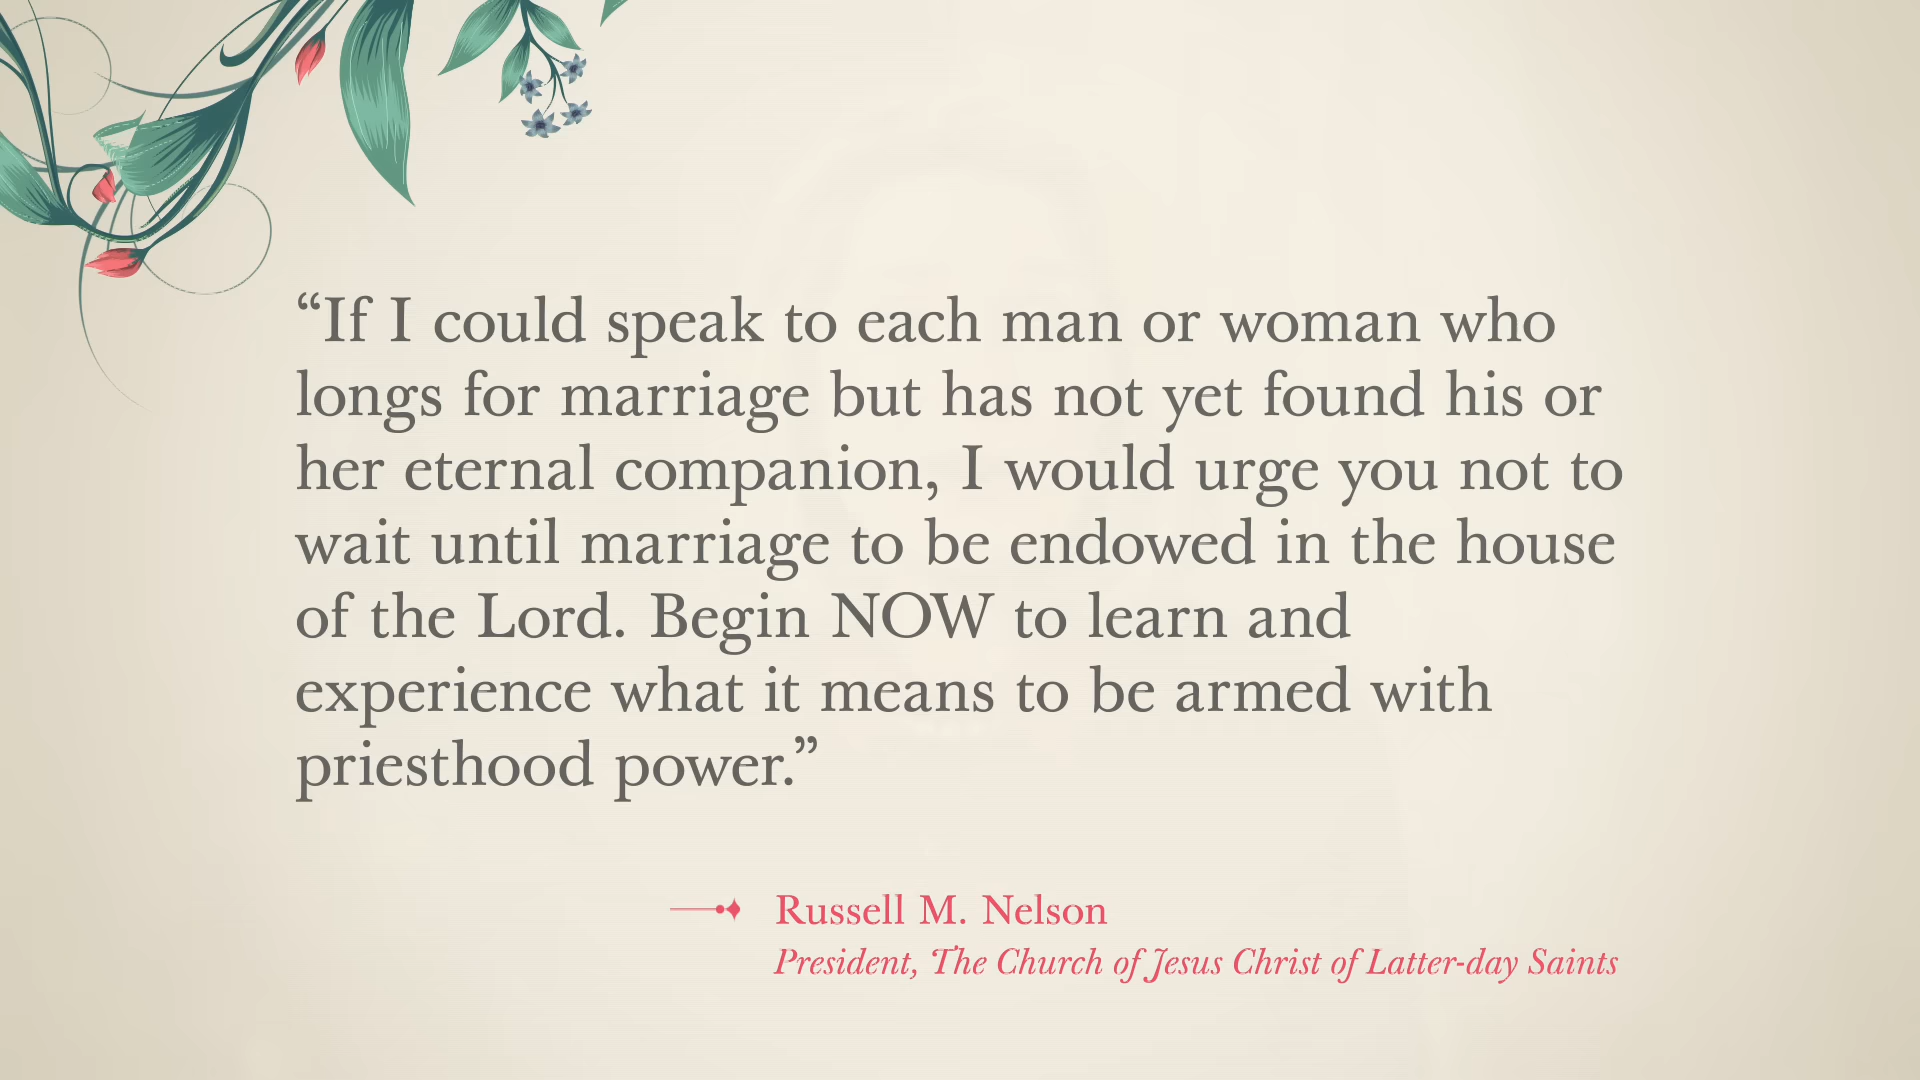 “If I could speak to each man or woman who
longs for marriage but has not yet found his or
her eternal companion, I would urge you not to
wait until marriage to be endowed in the house
of the Lord. Begin NOW to learn and
experience what it means to be armed with
priesthood power.”
Russell M. Nelson
President, The Church of Jesus Christ of Latter-day Saints